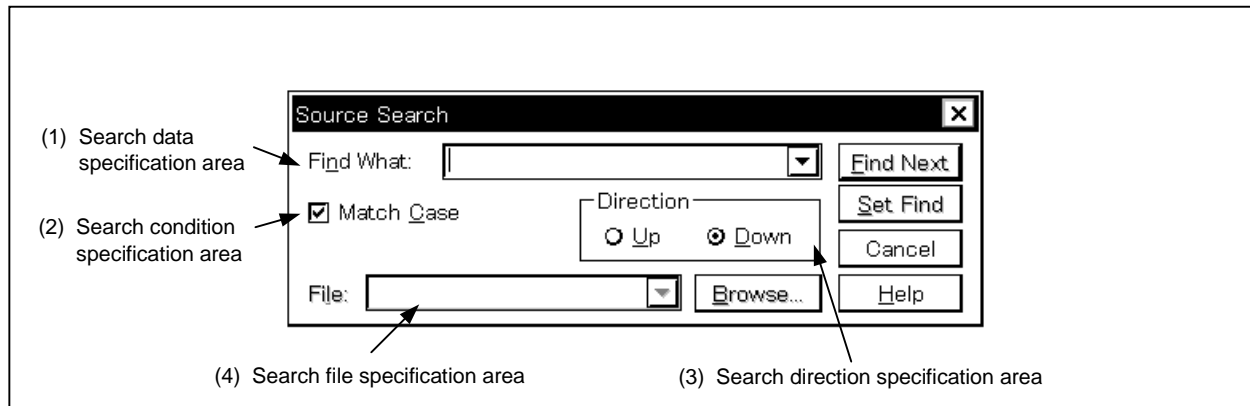 Source Search
(1) Search data
specification area
Find What:
Find Next
(2) Search condition
specification area
Match Case
Direction
Up
Down
Set Find
Cancel
File:
Browse...
Help
(4) Search file specification area
(3) Search direction specification area